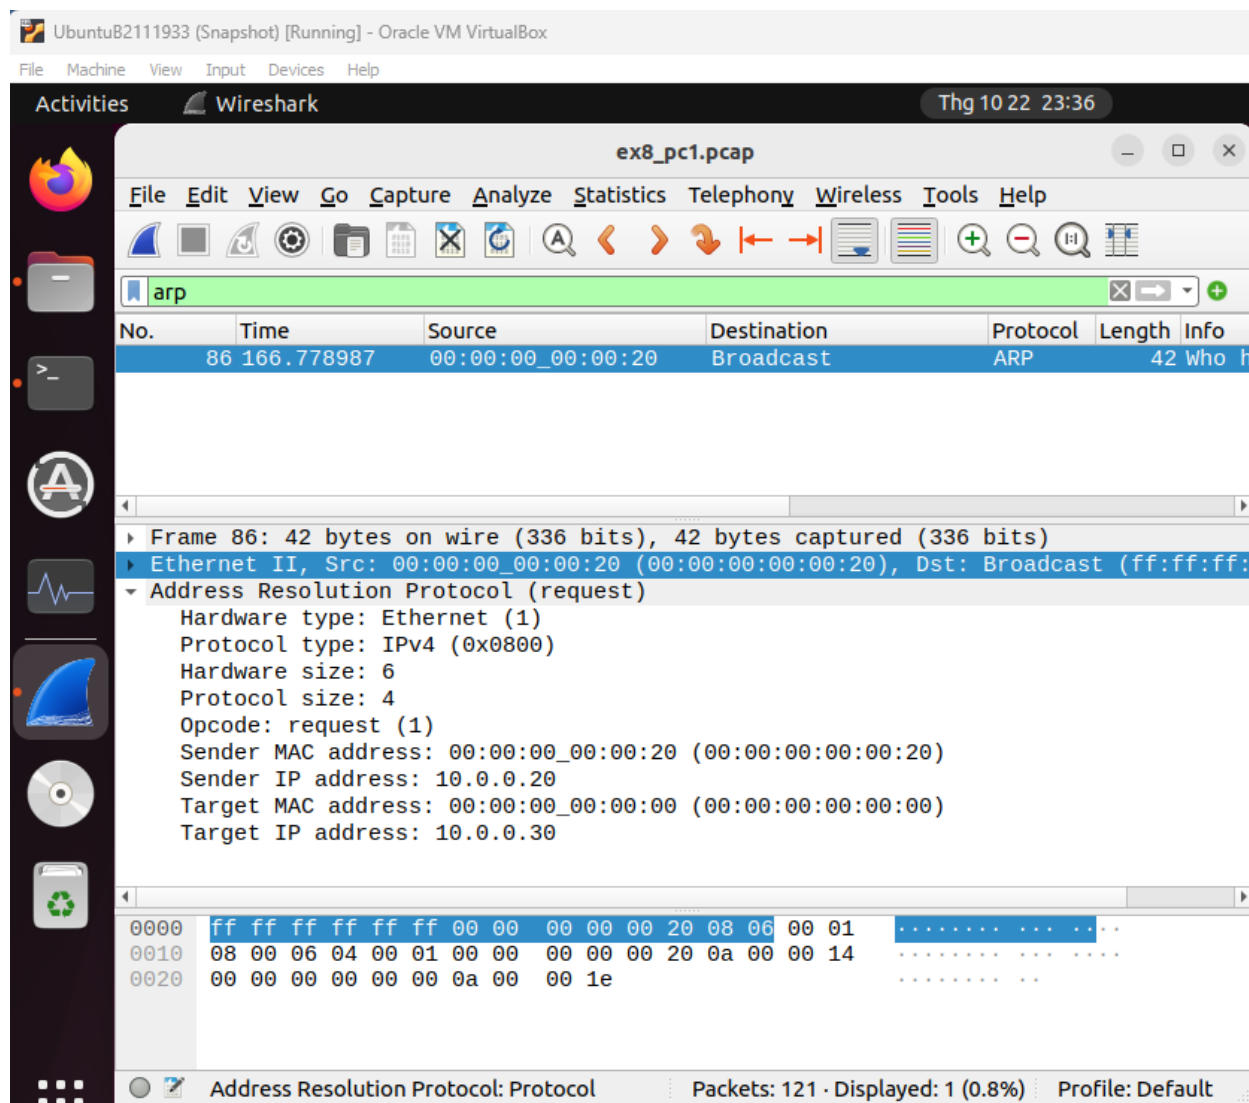 UbuntuB2111933 (Snapshot) [Running] - Oracle VM VirtualBox
File Machine View Input Devices Help
Activities Wireshark Thg 10 22 23:36
ex8_pc1.pcap
File Edit View Go Capture Analyze Statistics Telephony Wireless Tools Help
arp
No. Time Source Destination Protocol Length Info
86 166.778987 00:00:00_00:00:20 Broadcast ARP 42 Who h
Frame 86: 42 bytes on wire (336 bits), 42 bytes captured (336 bits)
Ethernet II, Src: 00:00:00_00:00:20 (00:00:00:00:00:20), Dst: Broadcast (ff:ff:ff:
Address Resolution Protocol (request)
Hardware type: Ethernet (1)
Protocol type: IPv4 (0x0800)
Hardware size: 6
Protocol size: 4
Opcode: request (1)
Sender MAC address: 00:00:00_00:00:20 (00:00:00:00:00:20)
Sender IP address: 10.0.0.20
Target MAC address: 00:00:00_00:00:00 (00:00:00:00:00:00)
Target IP address: 10.0.0.30
0000 ff ff ff ff ff ff 00 00 00 00 00 20 08 06 00 01 ········ ··· ·····
0010 08 00 06 04 00 01 00 00 00 00 00 20 0a 00 00 14 ········ ··· ····
0020 00 00 00 00 00 00 0a 00 00 1e ········ ··
Address Resolution Protocol: Protocol Packets: 121 · Displayed: 1 (0.8%) Profile: Default